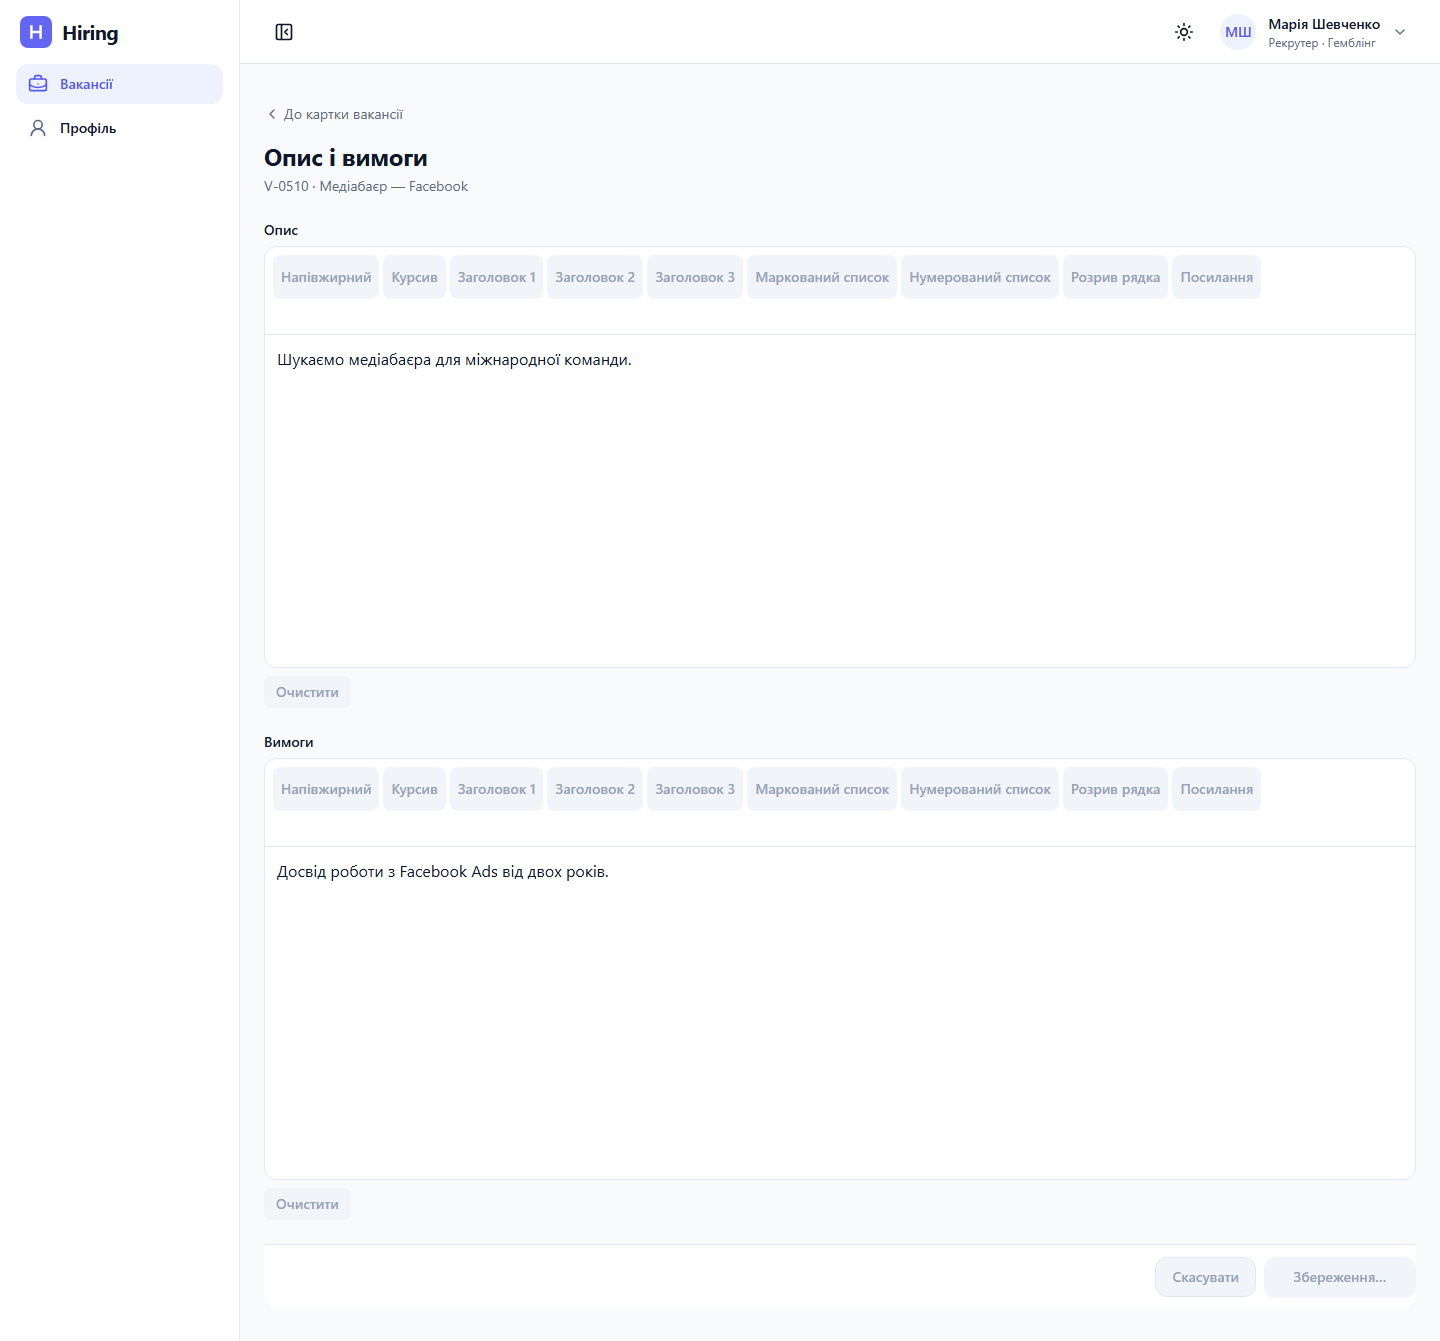 H Hiring
МШ
Марія Шевченко
Рекрутер · Гемблінг
Вакансії
Профіль
До картки вакансії
Опис і вимоги
V-0510 · Медіабаєр — Facebook
Опис
Напівжирний Курсив Заголовок 1 Заголовок 2 Заголовок 3 Маркований список Нумерований список Розрив рядка Посилання
Шукаємо медіабаєра для міжнародної команди.
Очистити
Вимоги
Напівжирний Курсив Заголовок 1 Заголовок 2 Заголовок 3 Маркований список Нумерований список Розрив рядка Посилання
Досвід роботи з Facebook Ads від двох років.
Очистити
Скасувати Збереження...